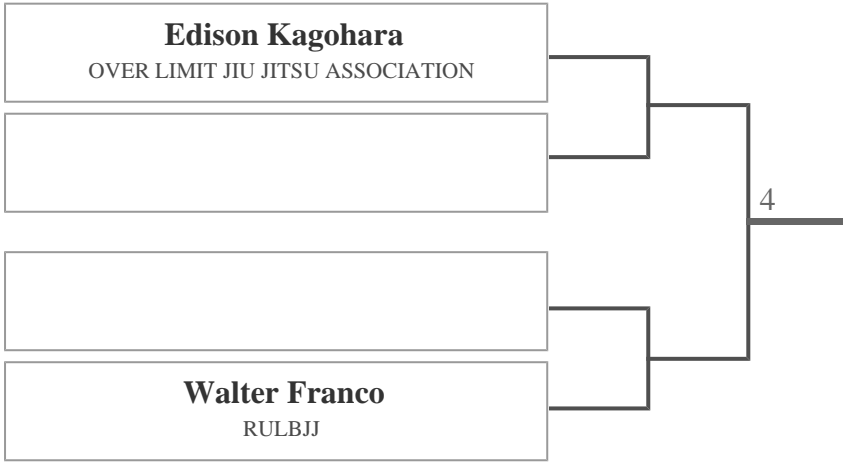 Edison Kagohara
OVER LIMIT JIU JITSU ASSOCIATION
4
Walter Franco
RULBJJ